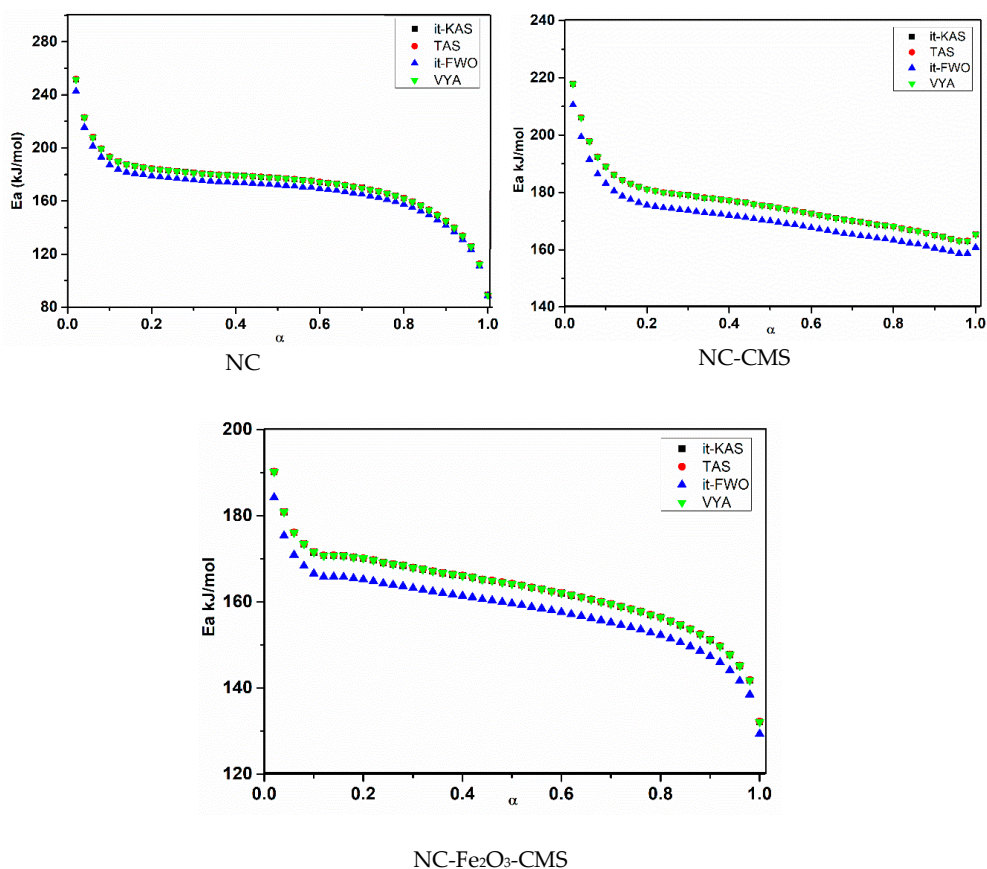 280
240
200
160
120
80
Ea (kJ/mol)
it-KAS
TAS
it-FWO
VYA
0.0 0.2 0.4 0.6 0.8 1.0
α
NC
240
220
200
180
160
140
Ea kJ/mol
it-KAS
TAS
it-FWO
VYA
0.0 0.2 0.4 0.6 0.8 1.0
α
NC-CMS
200
180
160
140
120
Ea kJ/mol
it-KAS
TAS
it-FWO
VYA
0.0 0.2 0.4 0.6 0.8 1.0
α
NC-Fe₂O₃-CMS